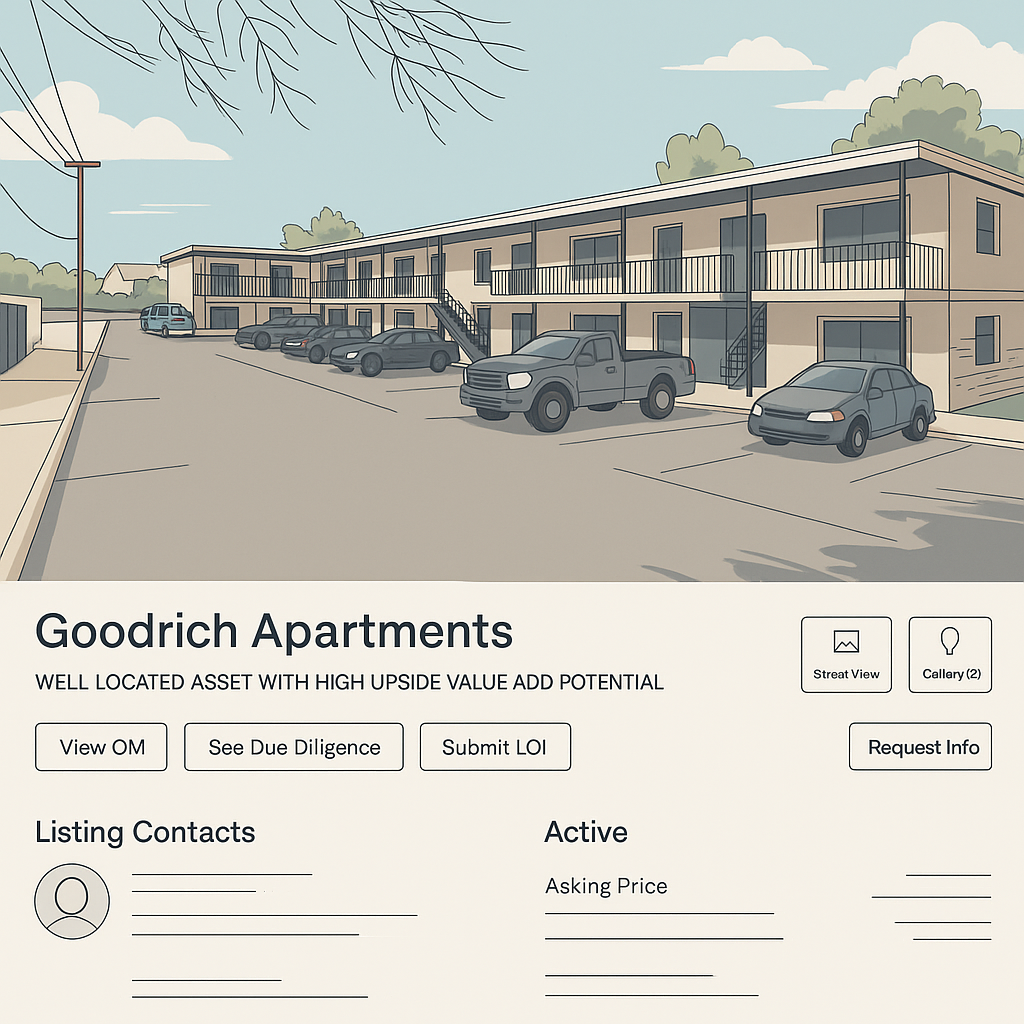 Goodrich Apartments
WELL LOCATED ASSET WITH HIGH UPSIDE VALUE ADD POTENTIAL
Streat View
Callary (2)
View OM
See Due Diligence
Submit LOI
Request Info
Listing Contacts
Active
Asking Price